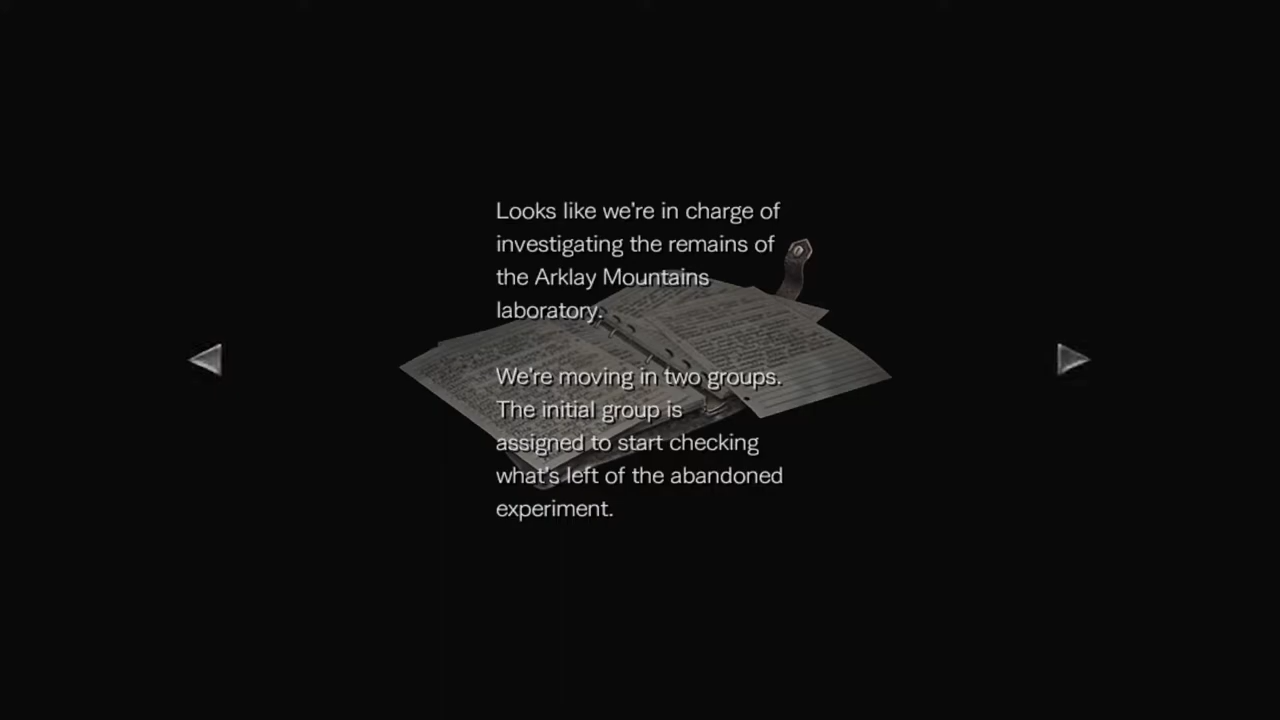 Looks like we're in charge of
investigating the remains of
the Arklay Mountains
laboratory.
We're moving in two groups.
The initial group is
assigned to start checking
what's left of the abandoned
experiment.